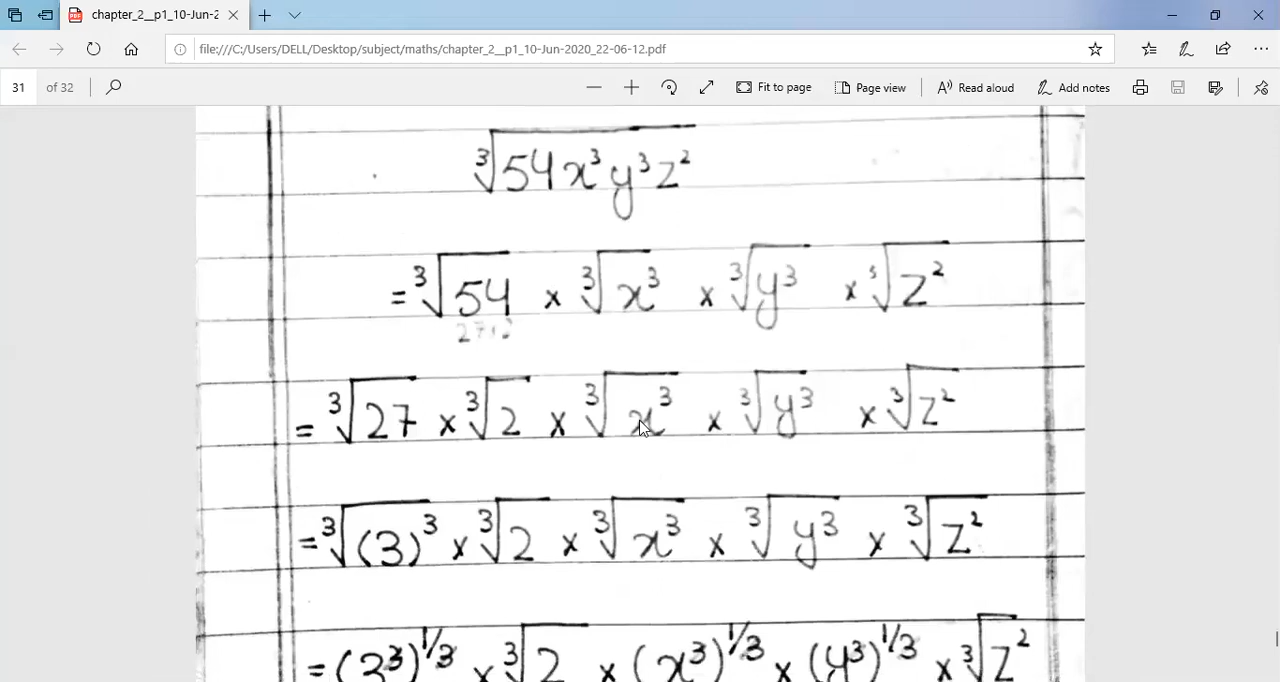 chapter_2__p1_10-Jun-2
file:///C:/Users/DELL/Desktop/subject/maths/chapter_2__p1_10-Jun-2020_22-06-12.pdf
31 of 32 Fit to page Page view Read aloud Add notes
∛(54x³y³z²)
= ∛54 × ∛x³ × ∛y³ × ∛z²
27×2
= ∛27 × ∛2 × ∛x³ × ∛y³ × ∛z²
= ∛(3)³ × ∛2 × ∛x³ × ∛y³ × ∛z²
= (3³)^1/3 × ∛2 × (x³)^1/3 × (y³)^1/3 × ∛z²